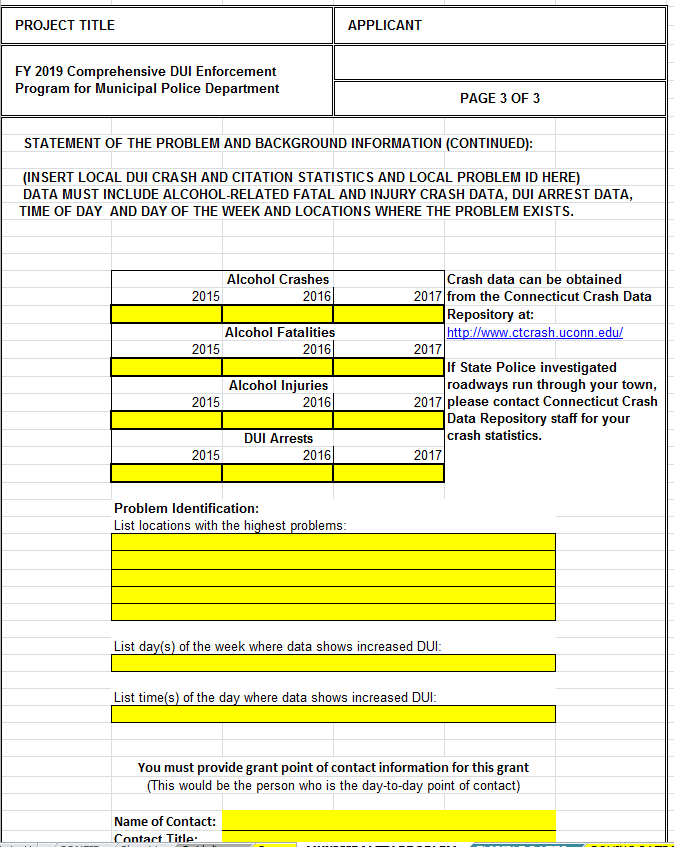 PROJECT TITLE
APPLICANT
FY 2019 Comprehensive DUI Enforcement
Program for Municipal Police Department
PAGE 3 OF 3
STATEMENT OF THE PROBLEM AND BACKGROUND INFORMATION (CONTINUED):
(INSERT LOCAL DUI CRASH AND CITATION STATISTICS AND LOCAL PROBLEM ID HERE)
DATA MUST INCLUDE ALCOHOL-RELATED FATAL AND INJURY CRASH DATA, DUI ARREST DATA,
TIME OF DAY AND DAY OF THE WEEK AND LOCATIONS WHERE THE PROBLEM EXISTS.
Alcohol Crashes
2015 2016 2017
Alcohol Fatalities
2015 2016 2017
Alcohol Injuries
2015 2016 2017
DUI Arrests
2015 2016 2017
Crash data can be obtained
from the Connecticut Crash Data
Repository at:
http://www.ctcrash.uconn.edu/
If State Police investigated
roadways run through your town,
please contact Connecticut Crash
Data Repository staff for your
crash statistics.
Problem Identification:
List locations with the highest problems:
List day(s) of the week where data shows increased DUI:
List time(s) of the day where data shows increased DUI:
You must provide grant point of contact information for this grant
(This would be the person who is the day-to-day point of contact)
Name of Contact:
Contact Title: